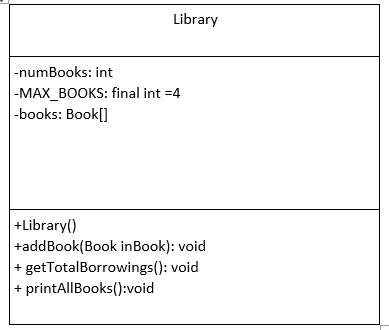 Library
-numBooks: int
-MAX_BOOKS: final int =4
-books: Book[]
+Library()
+addBook(Book inBook): void
+ getTotalBorrowings(): void
+ printAllBooks():void